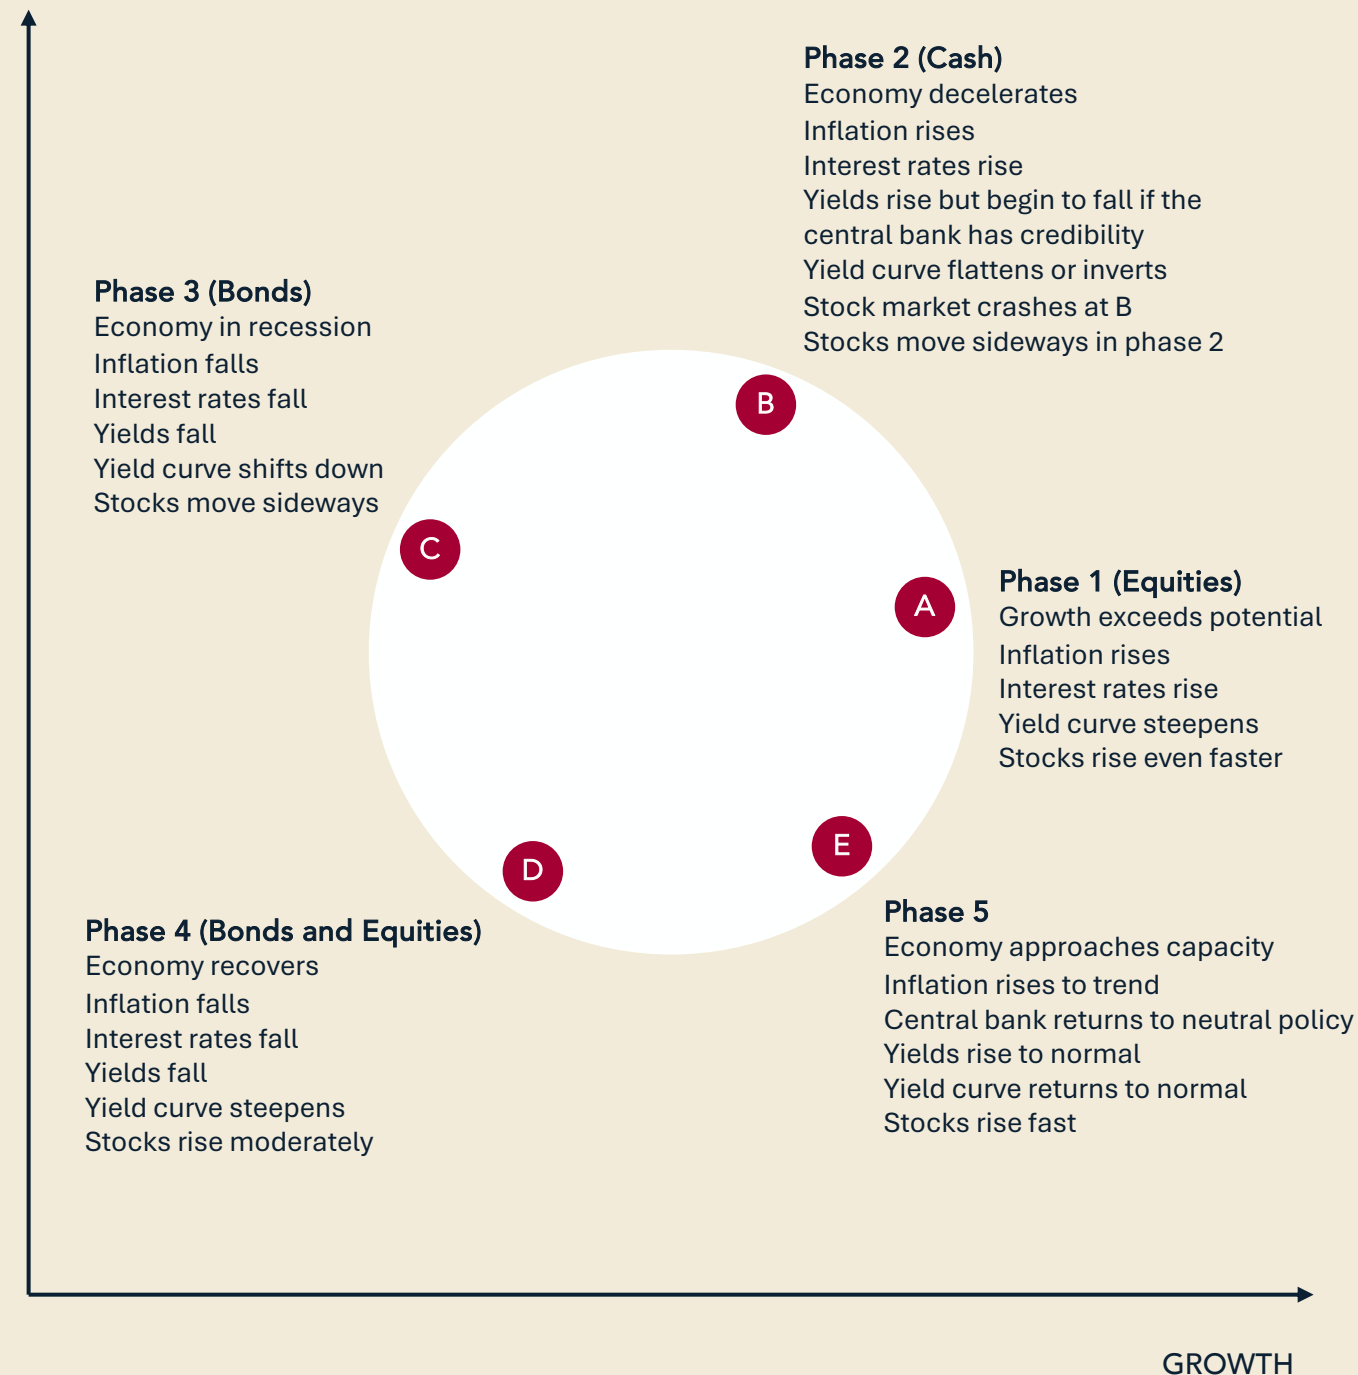 Phase 2 (Cash)
Economy decelerates
Inflation rises
Interest rates rise
Yields rise but begin to fall if the
central bank has credibility
Yield curve flattens or inverts
Stock market crashes at B
Stocks move sideways in phase 2
Phase 3 (Bonds)
Economy in recession
Inflation falls
Interest rates fall
Yields fall
Yield curve shifts down
Stocks move sideways
B
C
A
Phase 1 (Equities)
Growth exceeds potential
Inflation rises
Interest rates rise
Yield curve steepens
Stocks rise even faster
E
D
Phase 4 (Bonds and Equities)
Economy recovers
Inflation falls
Interest rates fall
Yields fall
Yield curve steepens
Stocks rise moderately
Phase 5
Economy approaches capacity
Inflation rises to trend
Central bank returns to neutral policy
Yields rise to normal
Yield curve returns to normal
Stocks rise fast
GROWTH